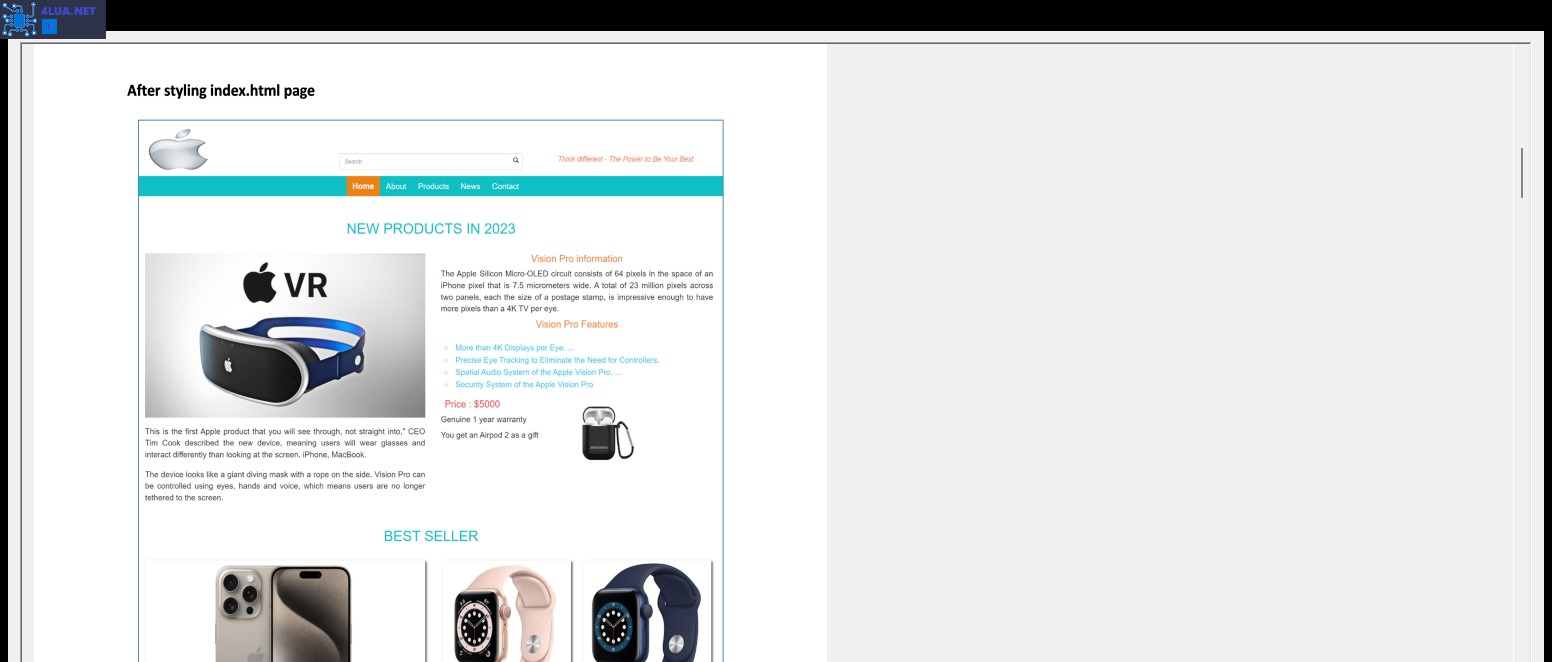 4LUA.NET
1
After styling index.html page
Search
Think different - The Power to Be Your Best
Home About Products News Contact
NEW PRODUCTS IN 2023
VR
This is the first Apple product that you will see through, not straight into," CEO
Tim Cook described the new device, meaning users will wear glasses and
interact differently than looking at the screen. iPhone, MacBook.
The device looks like a giant diving mask with a rope on the side. Vision Pro can
be controlled using eyes, hands and voice, which means users are no longer
tethered to the screen.
Vision Pro information
The Apple Silicon Micro-OLED circuit consists of 64 pixels in the space of an
iPhone pixel that is 7.5 micrometers wide. A total of 23 million pixels across
two panels, each the size of a postage stamp, is impressive enough to have
more pixels than a 4K TV per eye.
Vision Pro Features
More than 4K Displays per Eye. ...
Precise Eye Tracking to Eliminate the Need for Controllers.
Spatial Audio System of the Apple Vision Pro. ...
Security System of the Apple Vision Pro
Price : $5000
Genuine 1 year warranty
You get an Airpod 2 as a gift
BEST SELLER